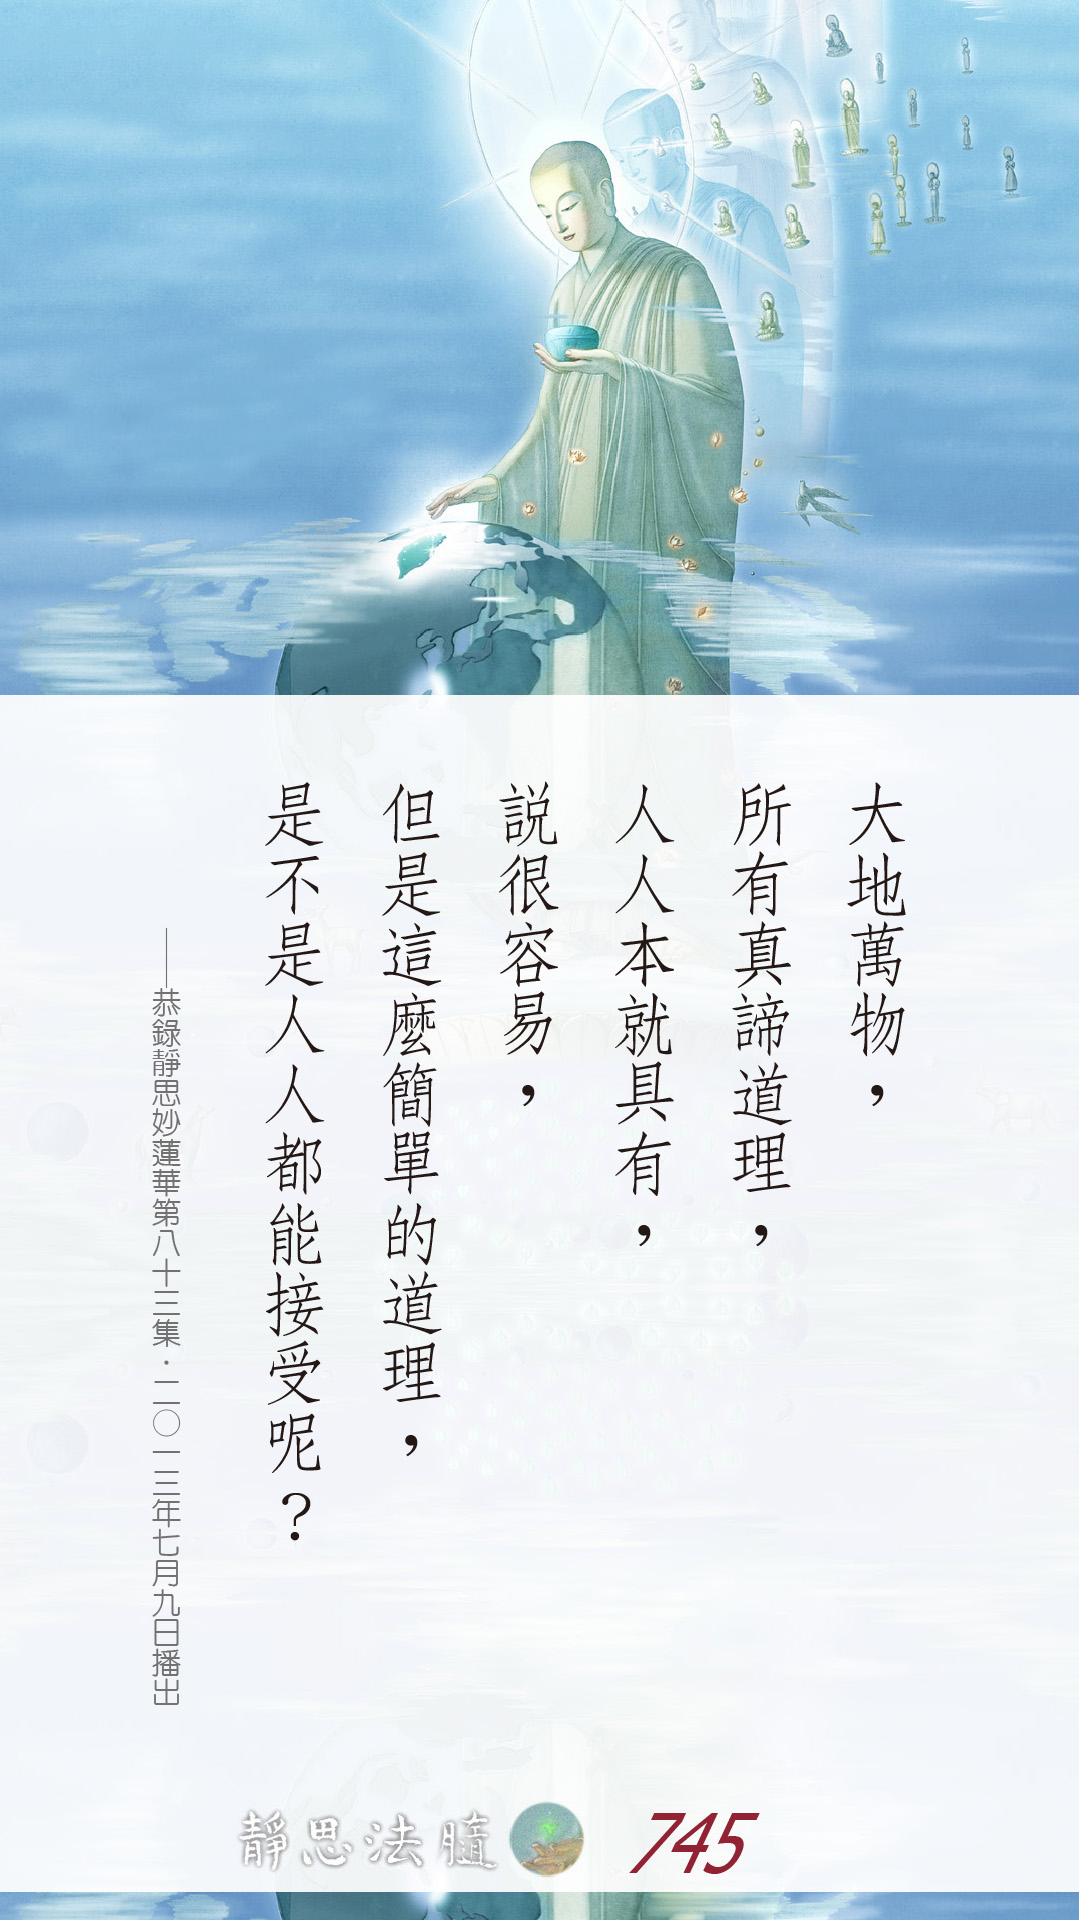 大地萬物，
所有真諦道理，
人人本就具有，
説很容易，
但是這麼簡單的道理，
是不是人人都能接受呢？
——恭錄靜思妙蓮華第八十三集．二〇一三年七月九日播出
靜思法髓
745